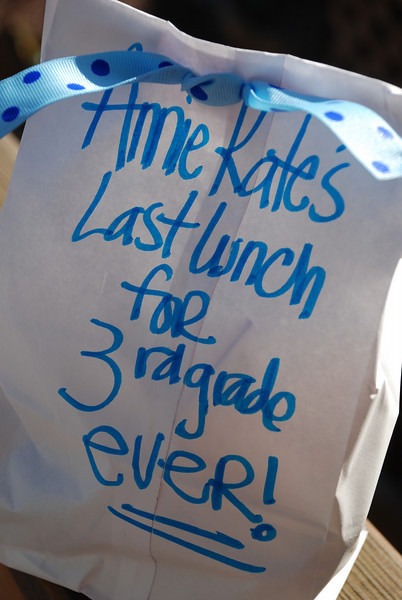 Annie Kate's
Last lunch
for
3rd grade
ever!